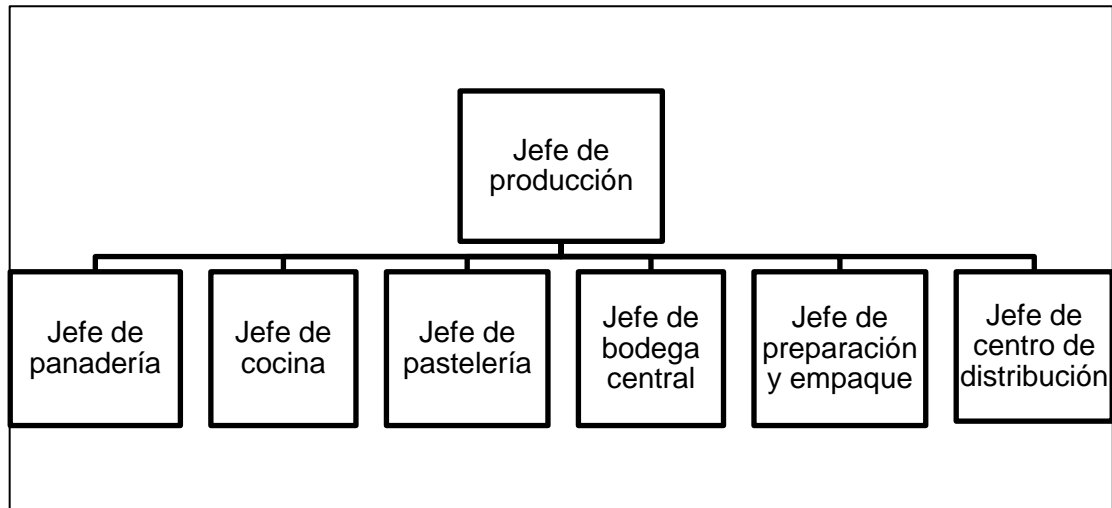 Jefe de
producción
Jefe de
panadería
Jefe de
cocina
Jefe de
pastelería
Jefe de
bodega
central
Jefe de
preparación
y empaque
Jefe de
centro de
distribución